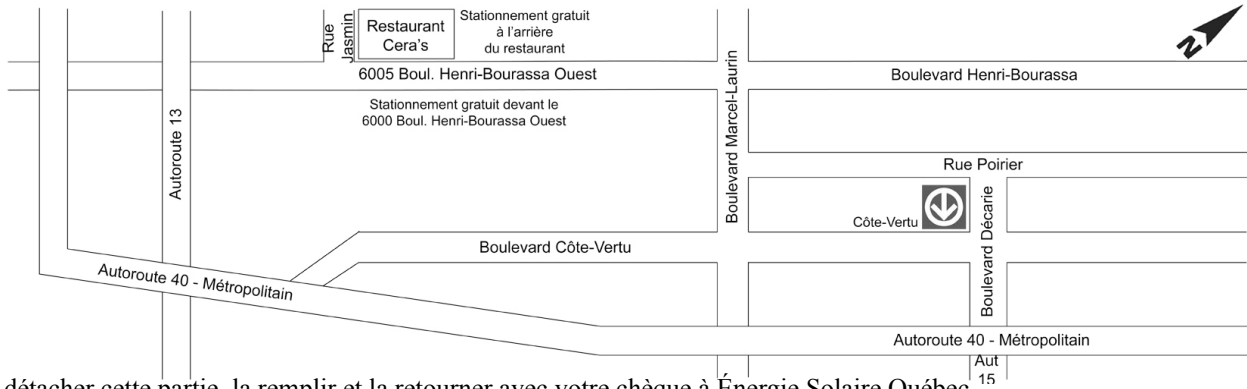 Rue
Jasmin
Restaurant
Cera's
Stationnement gratuit
à l'arrière
du restaurant
N
6005 Boul. Henri-Bourassa Ouest
Boulevard Henri-Bourassa
Stationnement gratuit devant le
6000 Boul. Henri-Bourassa Ouest
Autoroute 13
Boulevard Marcel-Laurin
Rue Poirier
Côte-Vertu
Boulevard Décarie
Boulevard Côte-Vertu
Autoroute 40 - Métropolitain
Autoroute 40 - Métropolitain
Aut
15
détacher cette partie, la remplir et la retourner avec votre chèque à Énergie Solaire Québec